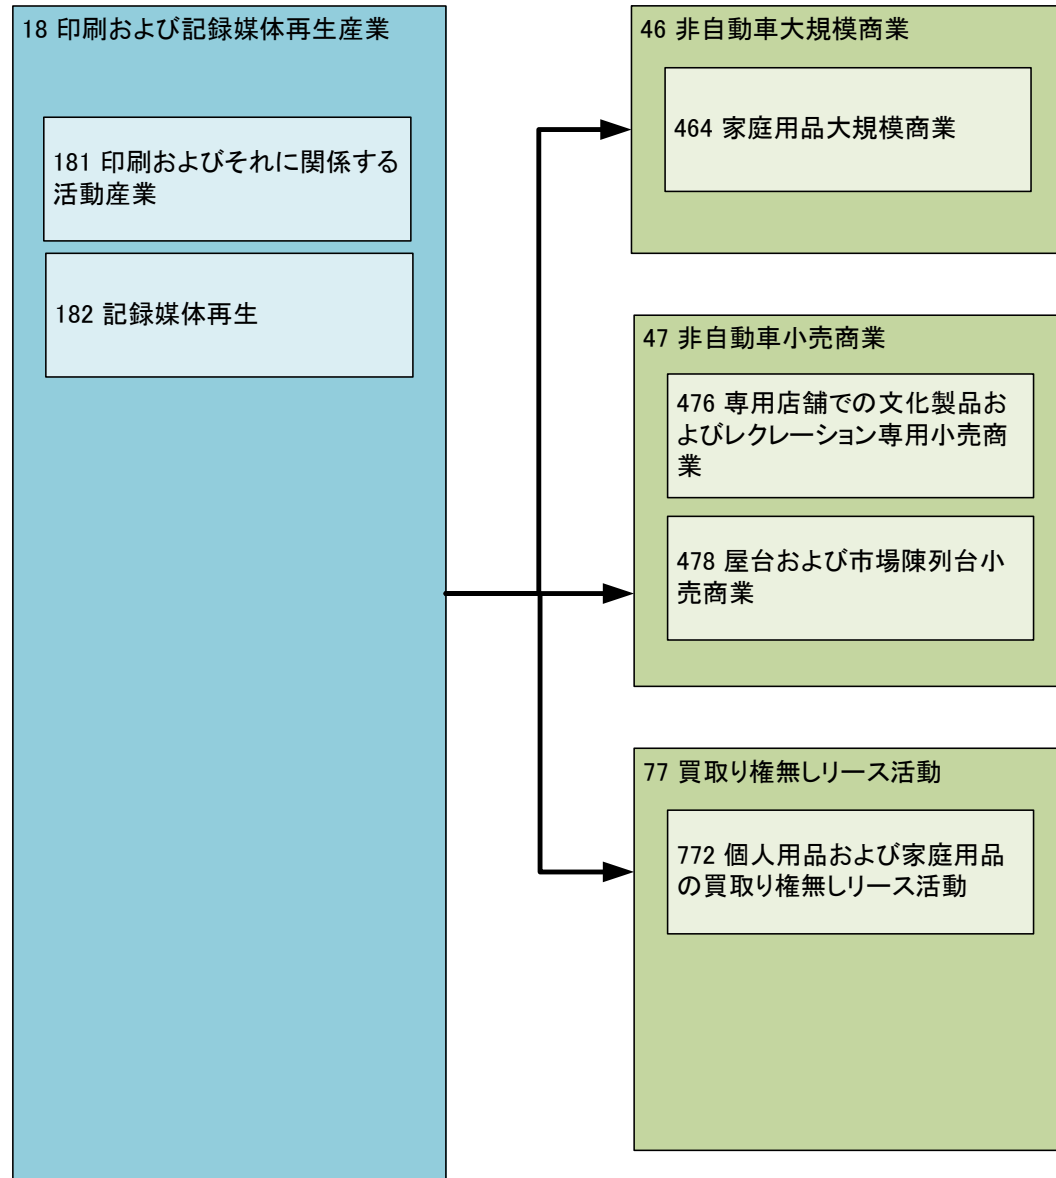 18 印刷および記録媒体再生産業
181 印刷およびそれに関係する
活動産業
182 記録媒体再生
46 非自動車大規模商業
464 家庭用品大規模商業
47 非自動車小売商業
476 専用店舗での文化製品お
よびレクレーション専用小売商
業
478 屋台および市場陳列台小
売商業
77 買取り権無しリース活動
772 個人用品および家庭用品
の買取り権無しリース活動